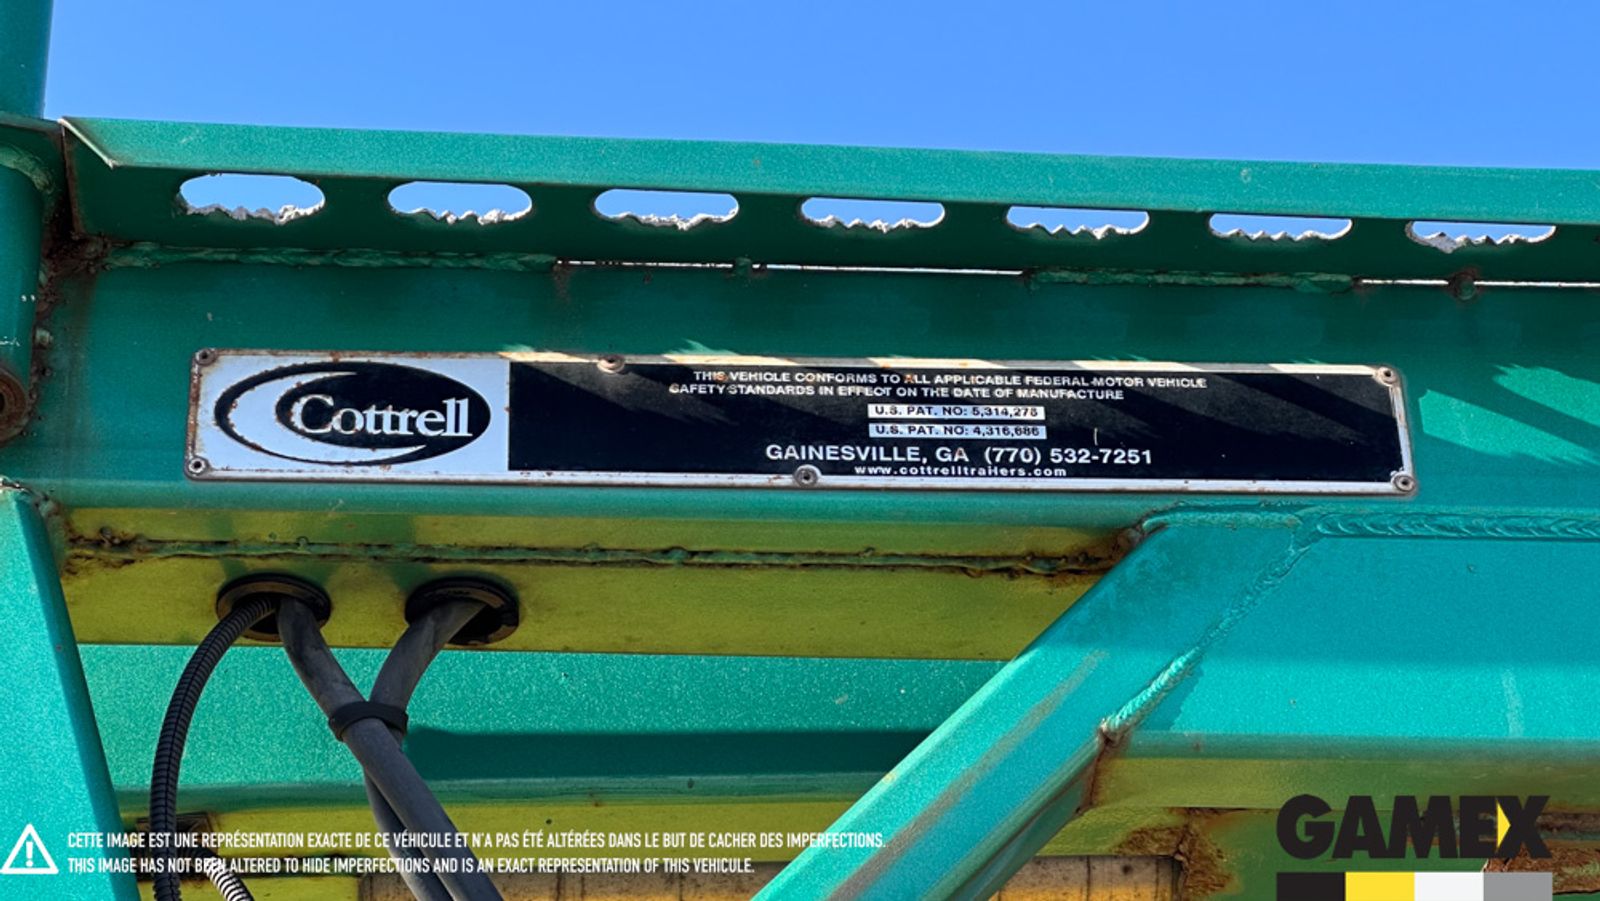 Cottrell
THIS VEHICLE CONFORMS TO ALL APPLICABLE FEDERAL MOTOR VEHICLE
SAFETY STANDARDS IN EFFECT ON THE DATE OF MANUFACTURE
U.S. PAT. NO: 5,314,278
U.S. PAT. NO: 4,316,686
GAINESVILLE, GA (770) 532-7251
www.cottrelltrailers.com
CETTE IMAGE EST UNE REPRÉSENTATION EXACTE DE CE VÉHICULE ET N'A PAS ÉTÉ ALTÉRÉES DANS LE BUT DE CACHER DES IMPERFECTIONS.
THIS IMAGE HAS NOT BEEN ALTERED TO HIDE IMPERFECTIONS AND IS AN EXACT REPRESENTATION OF THIS VEHICULE.
GAMEX